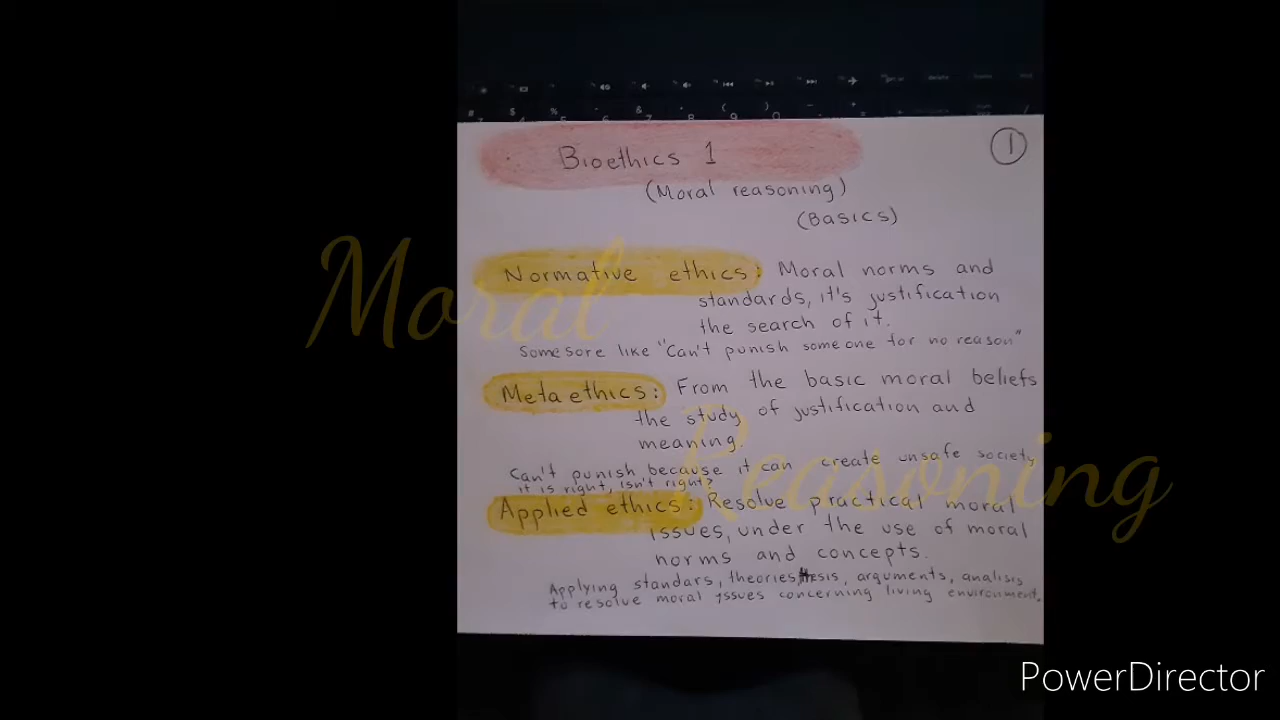 Bioethics 1
1
(Moral reasoning)
(Basics)
Normative ethics: Moral norms and
standards, it's justification
the search of it.
Somesore like "Can't punish someone for no reason"
Metaethics: From the basic moral beliefs
the study of justification and
meaning.
Can't punish because it can create unsafe society
it is right, isn't right?
Applied ethics: Resolve practical moral
issues, under the use of moral
norms and concepts.
Applying standars, theories, tesis, arguments, analisis
to resolve moral issues concerning living environment.
Moral
Reasoning
PowerDirector